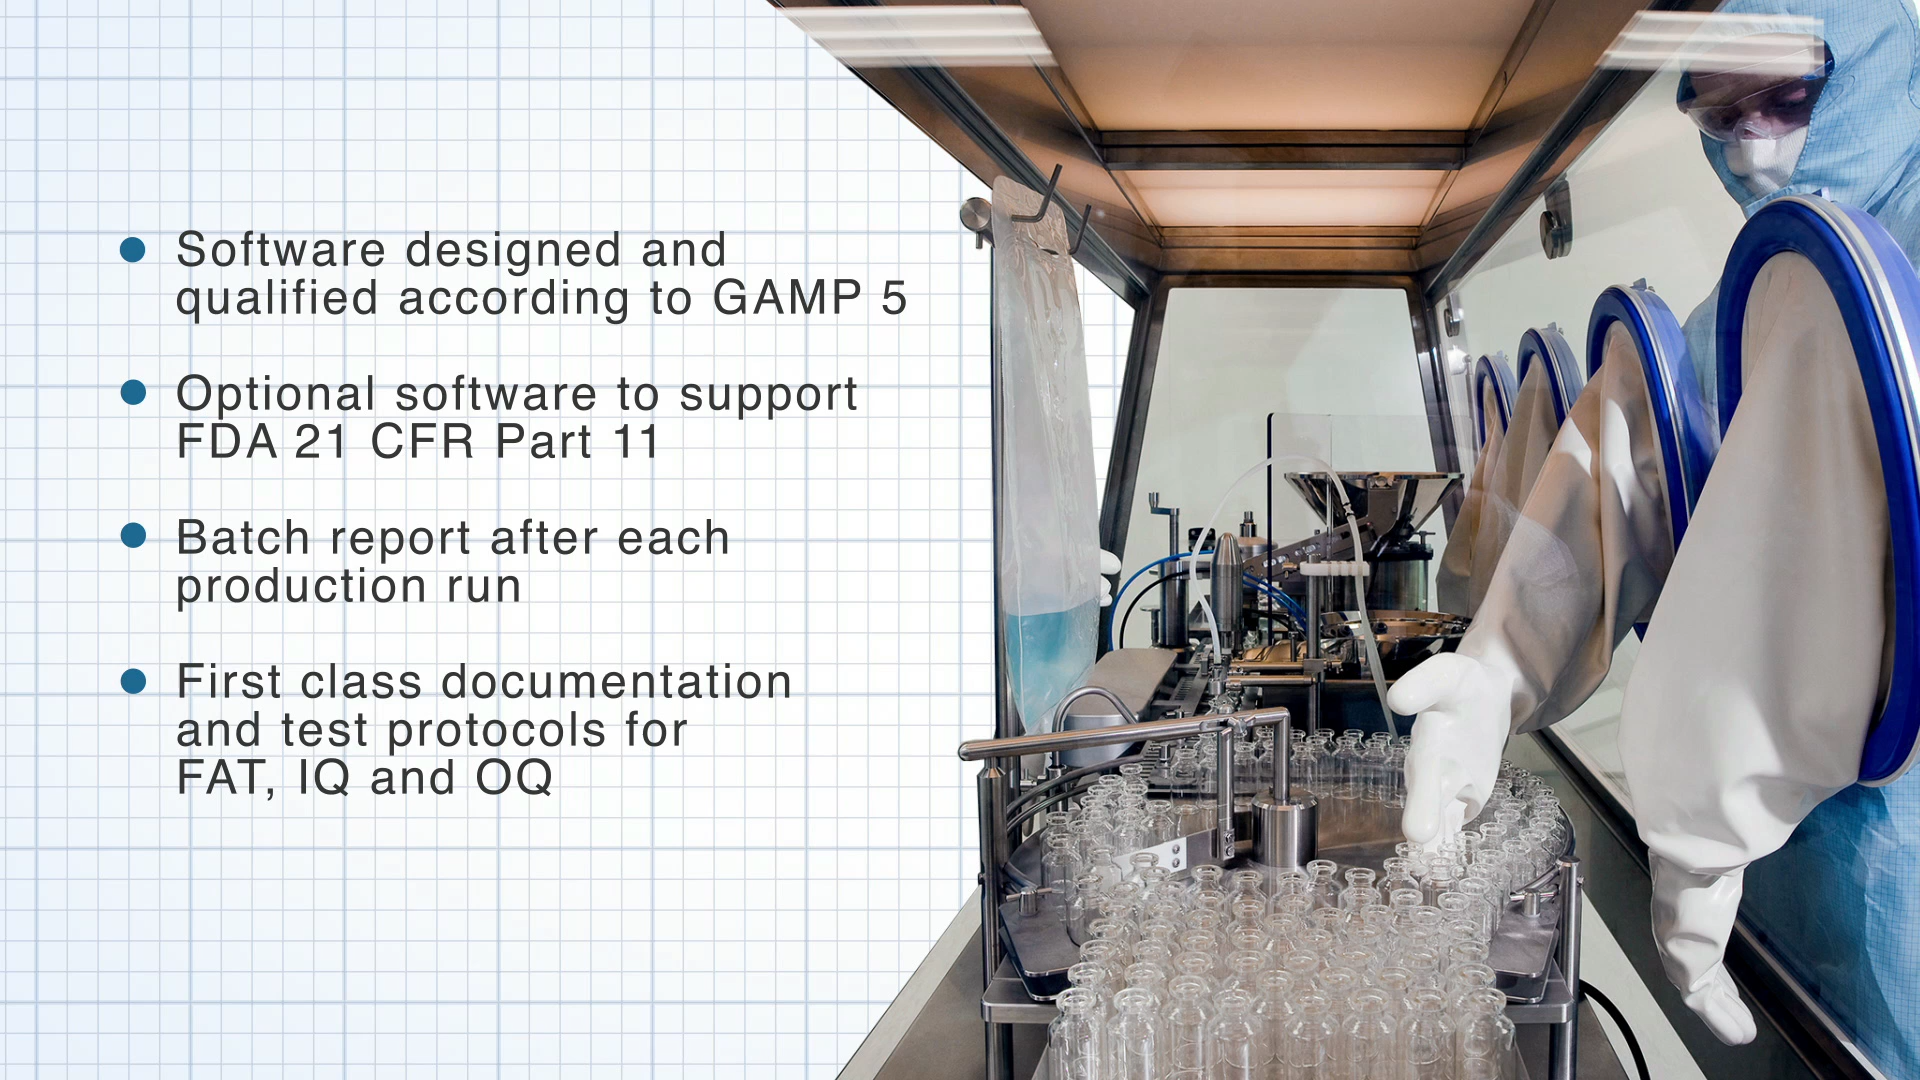 Software designed and
qualified according to GAMP 5
Optional software to support
FDA 21 CFR Part 11
Batch report after each
production run
First class documentation
and test protocols for
FAT, IQ and OQ